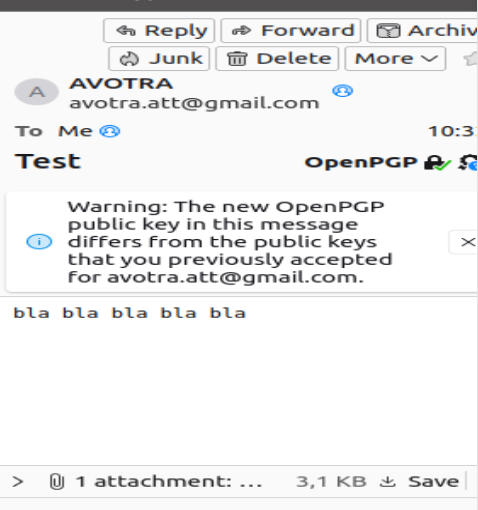 Reply Forward Archiv
Junk Delete More
A AVOTRA
avotra.att@gmail.com
To Me 10:3
Test OpenPGP
Warning: The new OpenPGP
public key in this message
differs from the public keys
that you previously accepted
for avotra.att@gmail.com.
bla bla bla bla bla
> 1 attachment: ... 3,1 KB Save